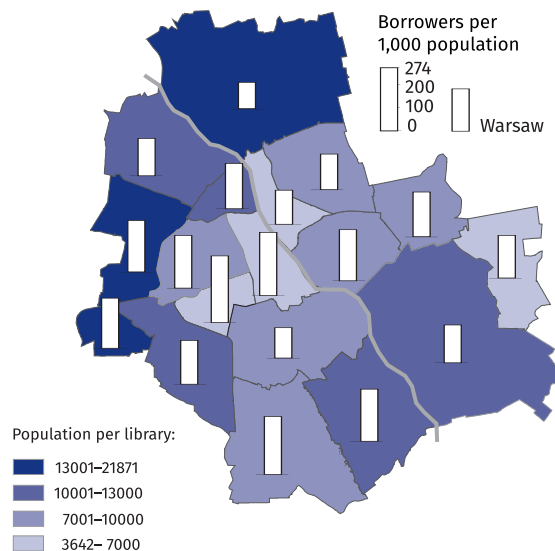 Borrowers per
1,000 population
274
200
100
0
Warsaw
Population per library:
13001–21871
10001–13000
7001–10000
3642– 7000